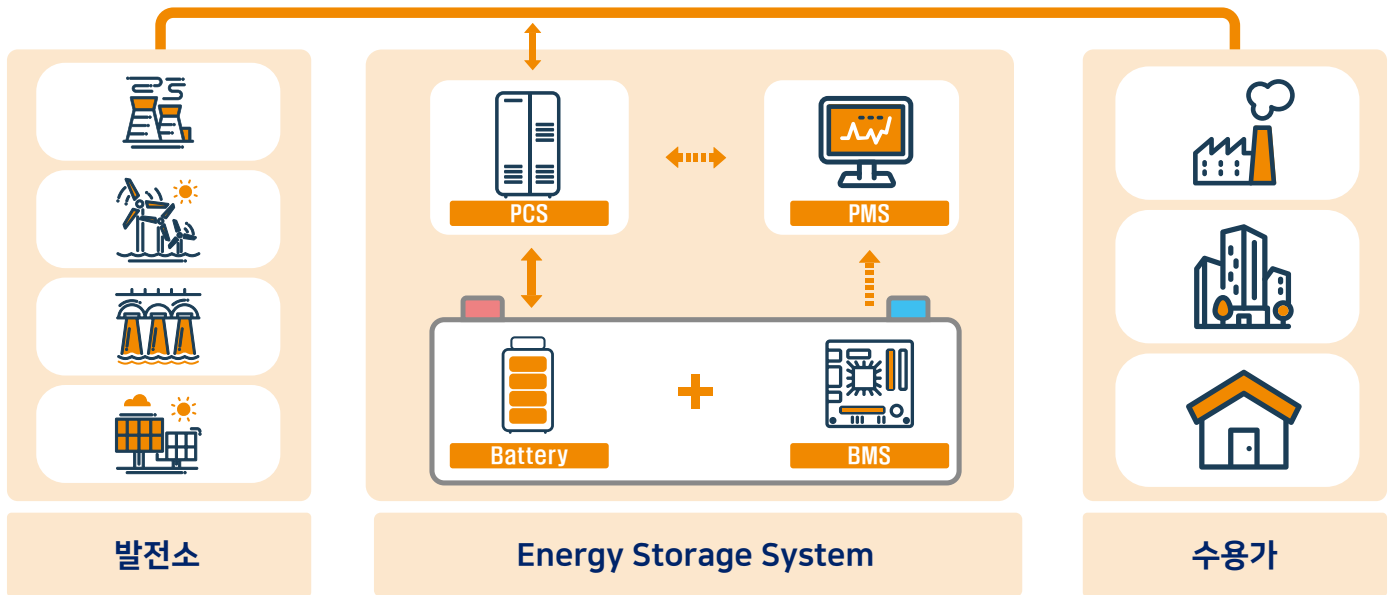 PCS
PMS
Battery
BMS
발전소
Energy Storage System
수용가